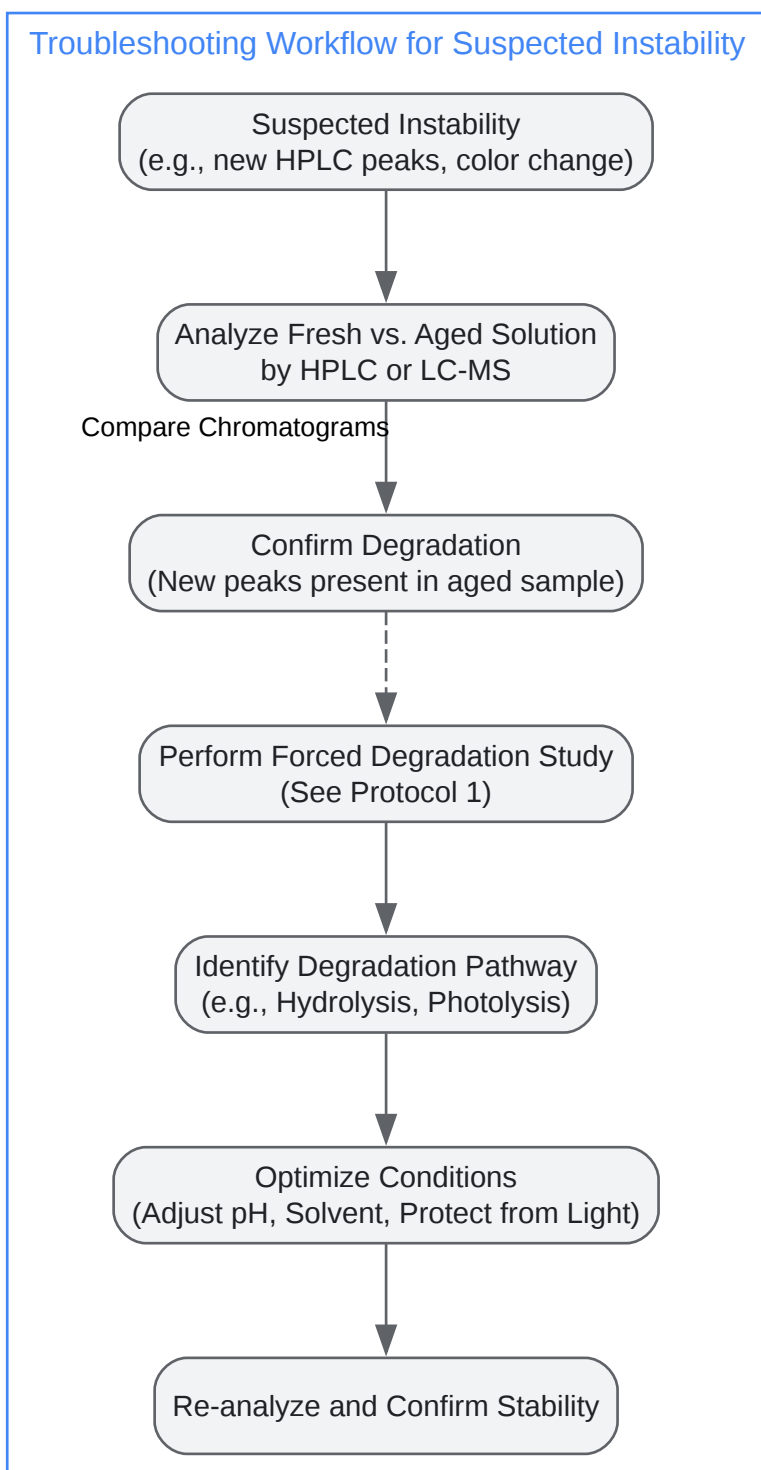 Troubleshooting Workflow for Suspected Instability
Suspected Instability
(e.g., new HPLC peaks, color change)
Analyze Fresh vs. Aged Solution
by HPLC or LC-MS
Compare Chromatograms
Confirm Degradation
(New peaks present in aged sample)
Perform Forced Degradation Study
(See Protocol 1)
Identify Degradation Pathway
(e.g., Hydrolysis, Photolysis)
Optimize Conditions
(Adjust pH, Solvent, Protect from Light)
Re-analyze and Confirm Stability